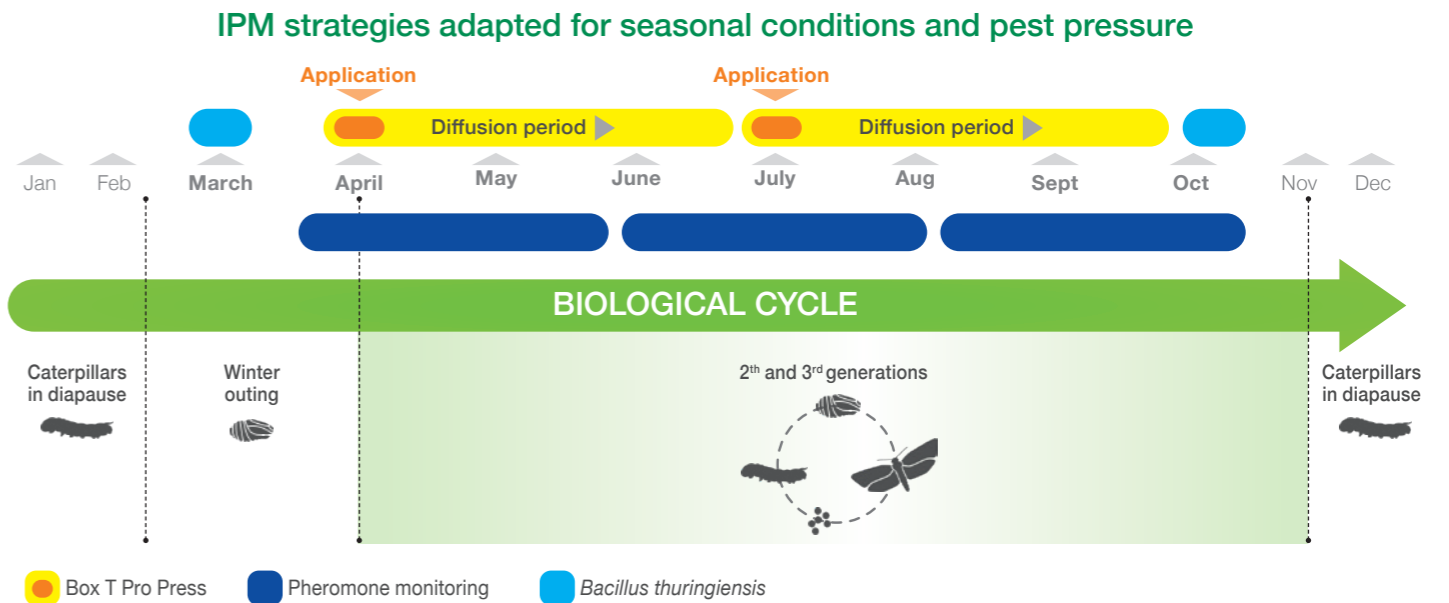 IPM strategies adapted for seasonal conditions and pest pressure
Application
Application
Diffusion period
Diffusion period
Jan
Feb
March
April
May
June
July
Aug
Sept
Oct
Nov
Dec
BIOLOGICAL CYCLE
Caterpillars
in diapause
Winter
outing
2th and 3rd generations
Caterpillars
in diapause
Box T Pro Press
Pheromone monitoring
Bacillus thuringiensis